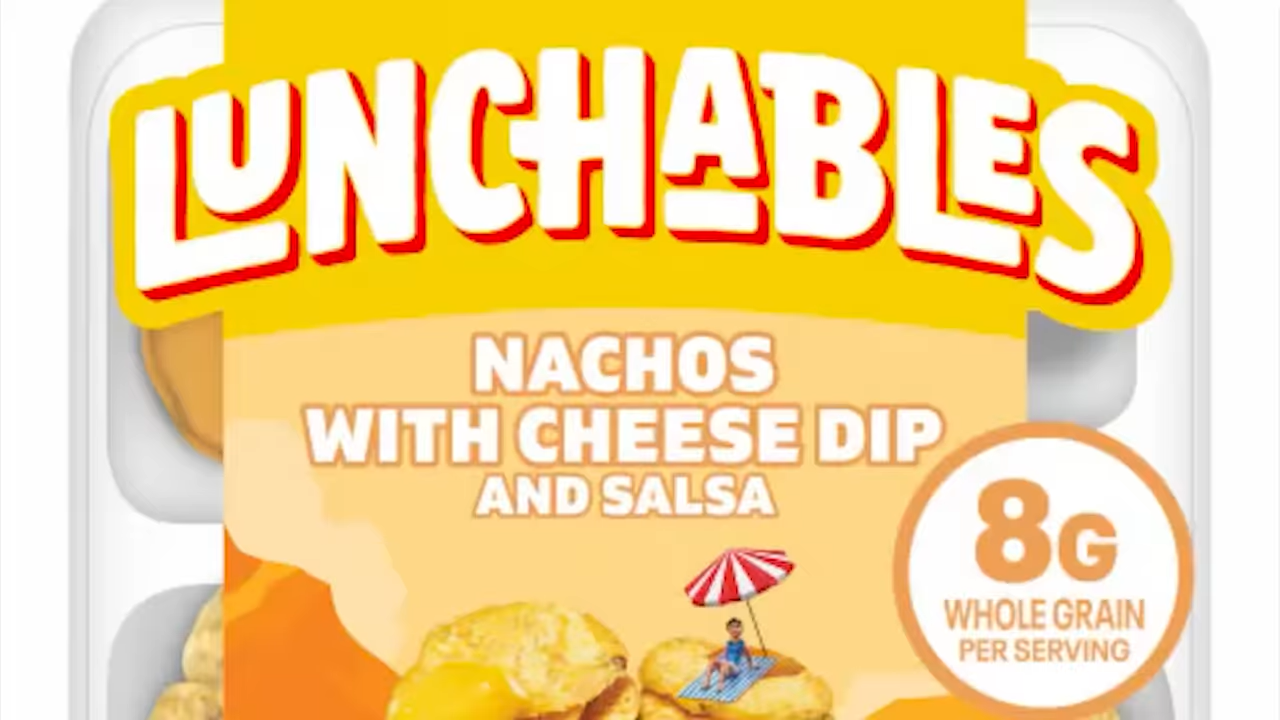 LUNCHABLES
NACHOS
WITH CHEESE DIP
AND SALSA
8G
WHOLE GRAIN
PER SERVING